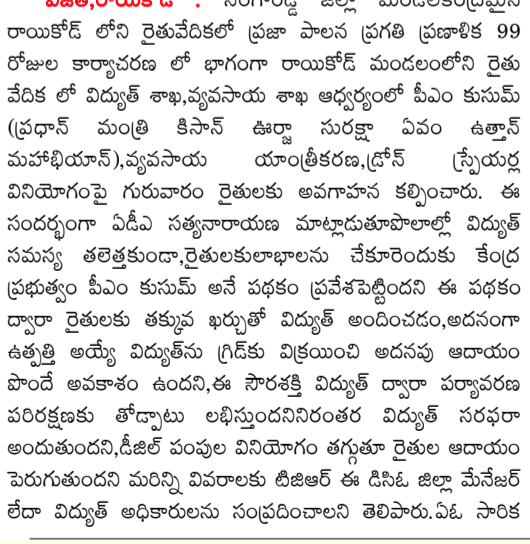 విజత,రాయికోడ్ : సంగారెడ్డి జిల్లా మండలకేంద్రమైన
రాయికోడ్ లోని రైతువేదికలో ప్రజా పాలన ప్రగతి ప్రణాళిక 99
రోజుల కార్యాచరణ లో భాగంగా రాయికోడ్ మండలంలోని రైతు
వేదిక లో విద్యుత్ శాఖ,వ్యవసాయ శాఖ ఆధ్వర్యంలో పీఎం కుసుమ్
(ప్రధాన్ మంత్రి కిసాన్ ఊర్జా సురక్షా ఏవం ఉత్తాన్
మహాభియాన్),వ్యవసాయ యాంత్రీకరణ,డ్రోన్ స్ప్రేయర్ల
వినియోగంపై గురువారం రైతులకు అవగాహన కల్పించారు. ఈ
సందర్భంగా ఏడీఎ సత్యనారాయణ మాట్లాడుతూపొలాల్లో విద్యుత్
సమస్య తలెత్తకుండా,రైతులకులాభాలను చేకూరెందుకు కేంద్ర
ప్రభుత్వం పీఎం కుసుమ్ అనే పథకం ప్రవేశపెట్టిందని ఈ పథకం
ద్వారా రైతులకు తక్కువ ఖర్చుతో విద్యుత్ అందించడం,అదనంగా
ఉత్పత్తి అయ్యే విద్యుత్‌ను గ్రిడ్‌కు విక్రయించి అదనపు ఆదాయం
పొందే అవకాశం ఉందని,ఈ సౌరశక్తి విద్యుత్ ద్వారా పర్యావరణ
పరిరక్షణకు తోడ్పాటు లభిస్తుందనినిరంతర విద్యుత్ సరఫరా
అందుతుందని,డీజిల్ పంపుల వినియోగం తగ్గుతూ రైతుల ఆదాయం
పెరుగుతుందని మరిన్ని వివరాలకు టిజిఆర్ ఈ డిసిఓ జిల్లా మేనేజర్
లేదా విద్యుత్ అధికారులను సంప్రదించాలని తెలిపారు.ఏఓ సారిక